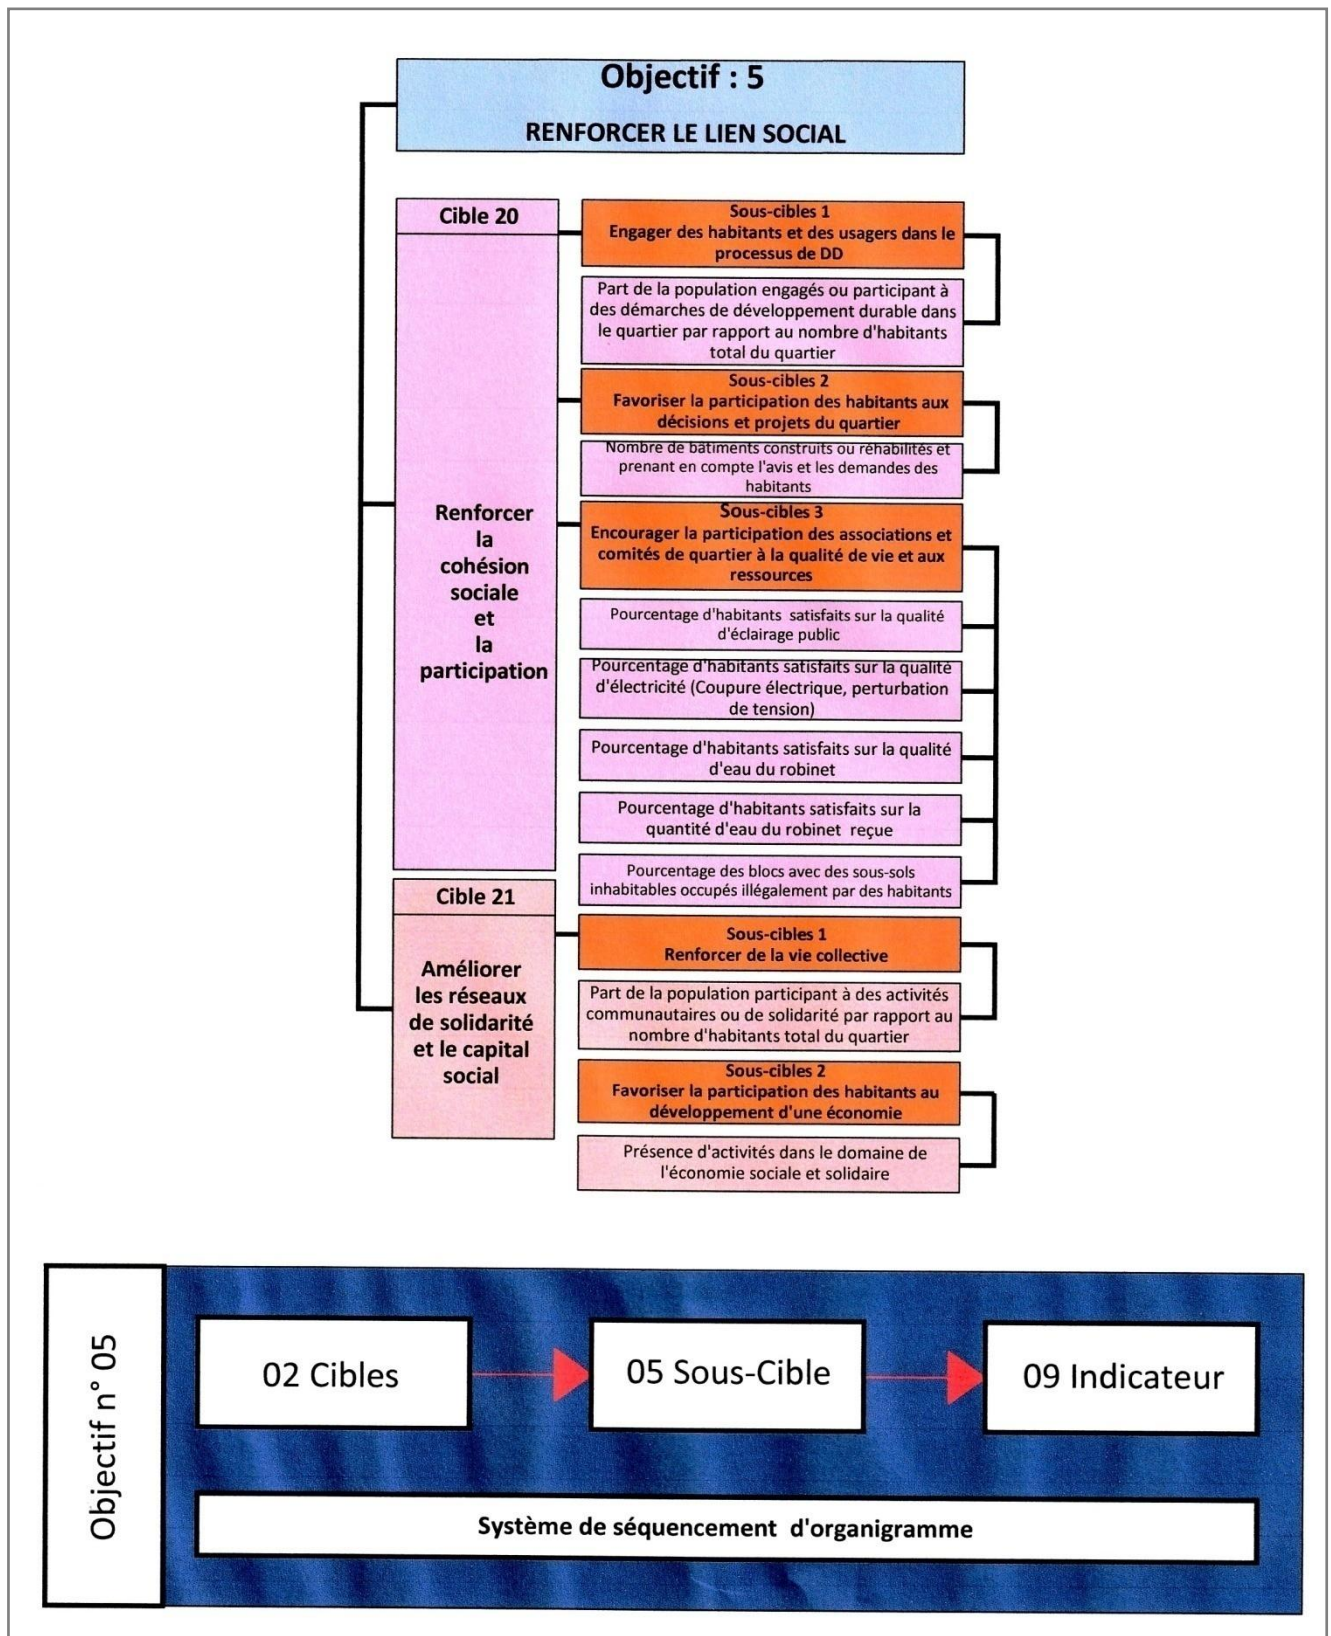 Objectif : 5
RENFORCER LE LIEN SOCIAL
Cible 20
Renforcer
la
cohésion
sociale
et
la
participation
Sous-cibles 1
Engager des habitants et des usagers dans le
processus de DD
Part de la population engagés ou participant à
des démarches de développement durable dans
le quartier par rapport au nombre d'habitants
total du quartier
Sous-cibles 2
Favoriser la participation des habitants aux
décisions et projets du quartier
Nombre de bâtiments construits ou réhabilités et
prenant en compte l'avis et les demandes des
habitants
Sous-cibles 3
Encourager la participation des associations et
comités de quartier à la qualité de vie et aux
ressources
Pourcentage d'habitants satisfaits sur la qualité
d'éclairage public
Pourcentage d'habitants satisfaits sur la qualité
d'électricité (Coupure électrique, perturbation
de tension)
Pourcentage d'habitants satisfaits sur la qualité
d'eau du robinet
Pourcentage d'habitants satisfaits sur la
quantité d'eau du robinet reçue
Pourcentage des blocs avec des sous-sols
inhabitables occupés illégalement par des habitants
Cible 21
Améliorer
les réseaux
de solidarité
et le capital
social
Sous-cibles 1
Renforcer de la vie collective
Part de la population participant à des activités
communautaires ou de solidarité par rapport au
nombre d'habitants total du quartier
Sous-cibles 2
Favoriser la participation des habitants au
développement d'une économie
Présence d'activités dans le domaine de
l'économie sociale et solidaire
Objectif n° 05
02 Cibles
05 Sous-Cible
09 Indicateur
Système de séquencement d'organigramme